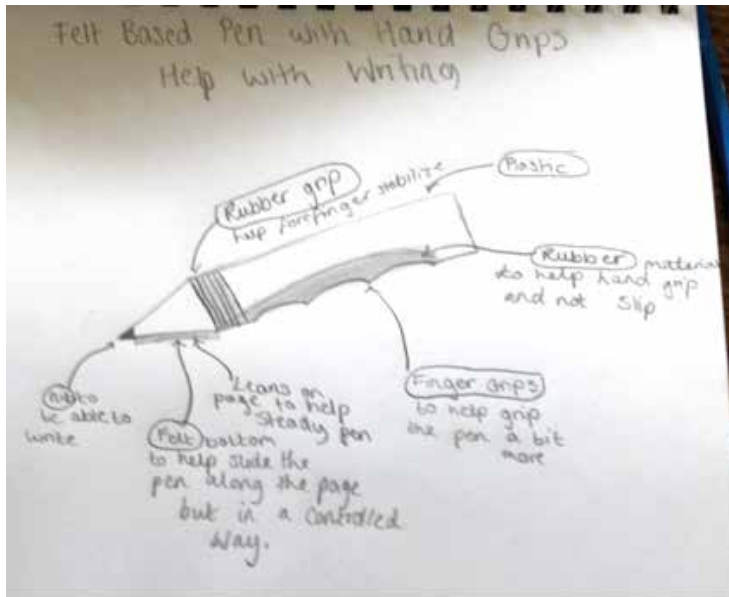 Felt Based Pen with Hand Grips
Help with Writing
Rubber grip
help forefinger stabilize
Plastic
Rubber material
to help hand grip
and not slip
Nib to
be able to
write
Leans on
page to help
steady pen
Felt bottom
to help slide the
pen along the page
but in a controlled
way.
Finger Grips
to help grip
the pen a bit
more